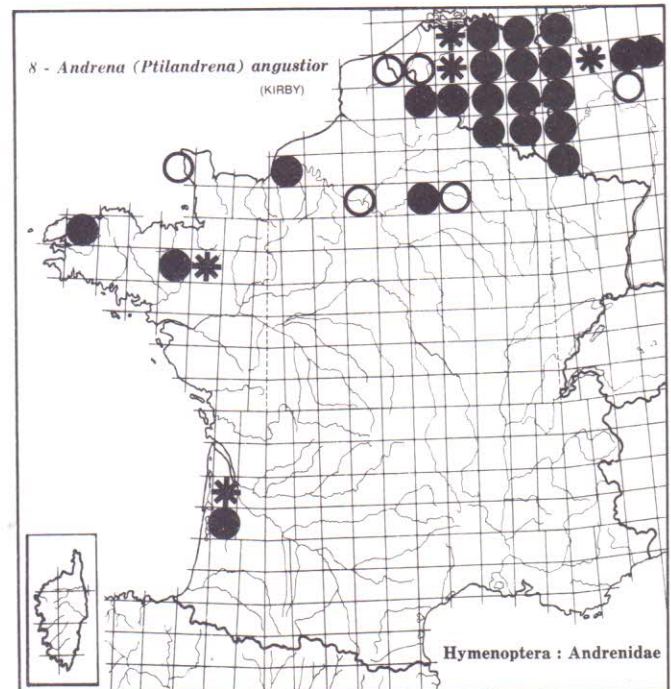 8 - Andrena (Ptilandrena) angustior
(KIRBY)
Hymenoptera : Andrenidae